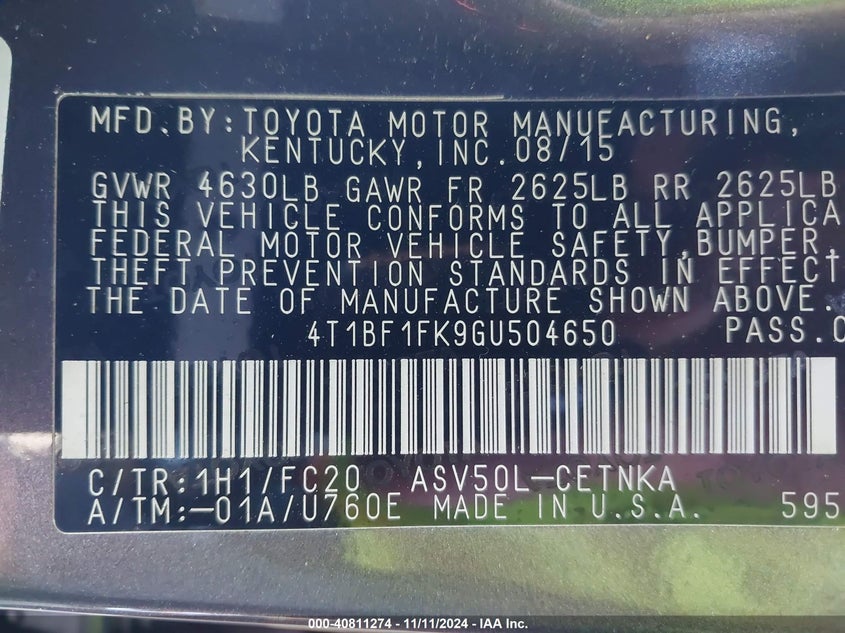 MFD.BY:TOYOTA MOTOR MANUFACTURING,
KENTUCKY,INC.08/15
GVWR 4630LB GAWR FR 2625LB RR 2625LB
THIS VEHICLE CONFORMS TO ALL APPLICA
FEDERAL MOTOR VEHICLE SAFETY,BUMPER,
THEFT PREVENTION STANDARDS IN EFFECT
THE DATE OF MANUFACTURE SHOWN ABOVE.
4T1BF1FK9GU504650 PASS.C
C/TR:1H1/FC20 ASV50L-CETNKA
A/TM:-01A/U760E MADE IN U.S.A. 595
000-40811274 - 11/11/2024 - IAA Inc.